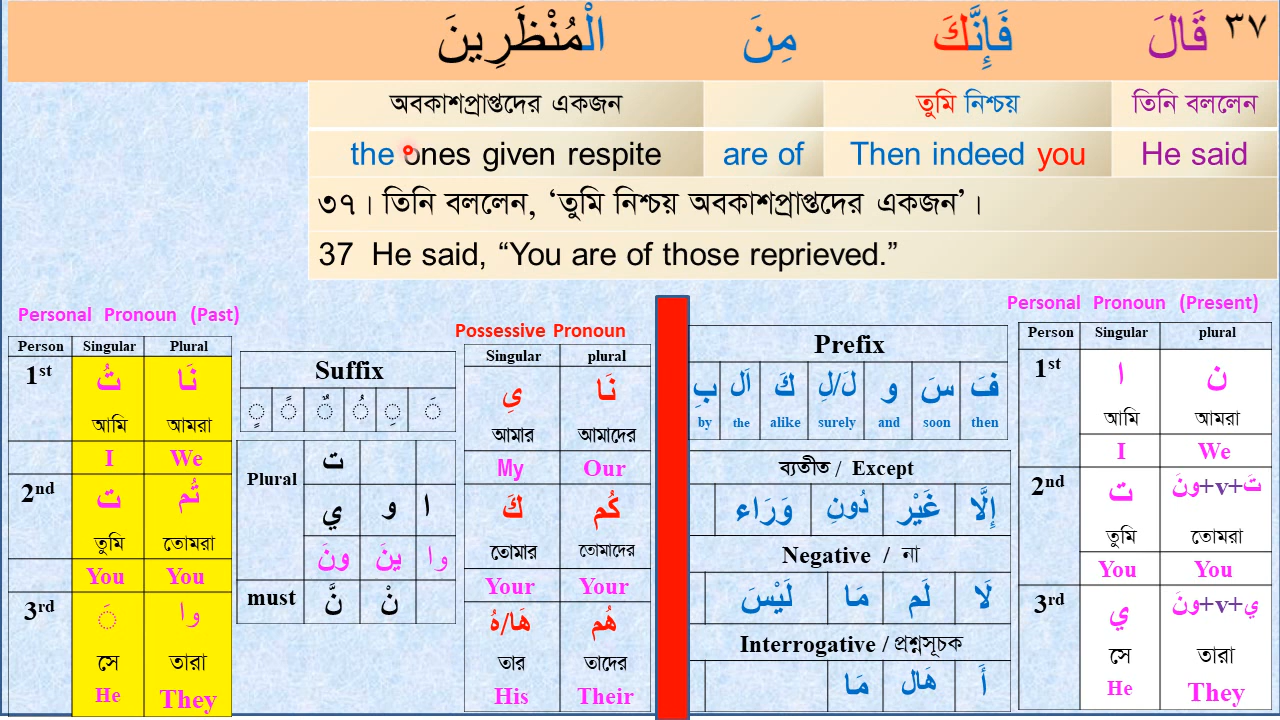 ٣٧ قَالَ فَإِنَّكَ مِنَ الْمُنْظَرِينَ
তিনি বললেন তুমি নিশ্চয় অবকাশপ্রাপ্তদের একজন
He said Then indeed you are of the ones given respite
৩৭। তিনি বললেন, ‘তুমি নিশ্চয় অবকাশপ্রাপ্তদের একজন’।
37 He said, “You are of those reprieved.”
Personal Pronoun (Past)
Person Singular Plural
1st تُ نَا
আমি আমরা
I We
2nd ت تُم
তুমি তোমরা
You You
3rd َ وا
সে তারা
He They
Suffix
ٍ ً ٌ ُ ِ َ
Plural ت
ي و ا
ونَ ينَ وا
must نَّ نْ
Possessive Pronoun
Singular plural
يِ نَا
আমার আমাদের
My Our
كَ كُم
তোমার তোমাদের
Your Your
هَا/هُ هُم
তার তাদের
His Their
Prefix
بِ اَل كَ لَ/لِ و سَ فَ
by the alike surely and soon then
ব্যতীত / Except
وَرَاء دُونِ غَيْر إِلَّا
Negative / না
لَيْسَ مَا لَم لَا
Interrogative / প্রশ্নসূচক
مَا هَال أَ
Personal Pronoun (Present)
Person Singular plural
1st ا ن
আমি আমরা
I We
2nd ت تَ+v+ونَ
তুমি তোমরা
You You
3rd ي ي+v+ونَ
সে তারা
He They